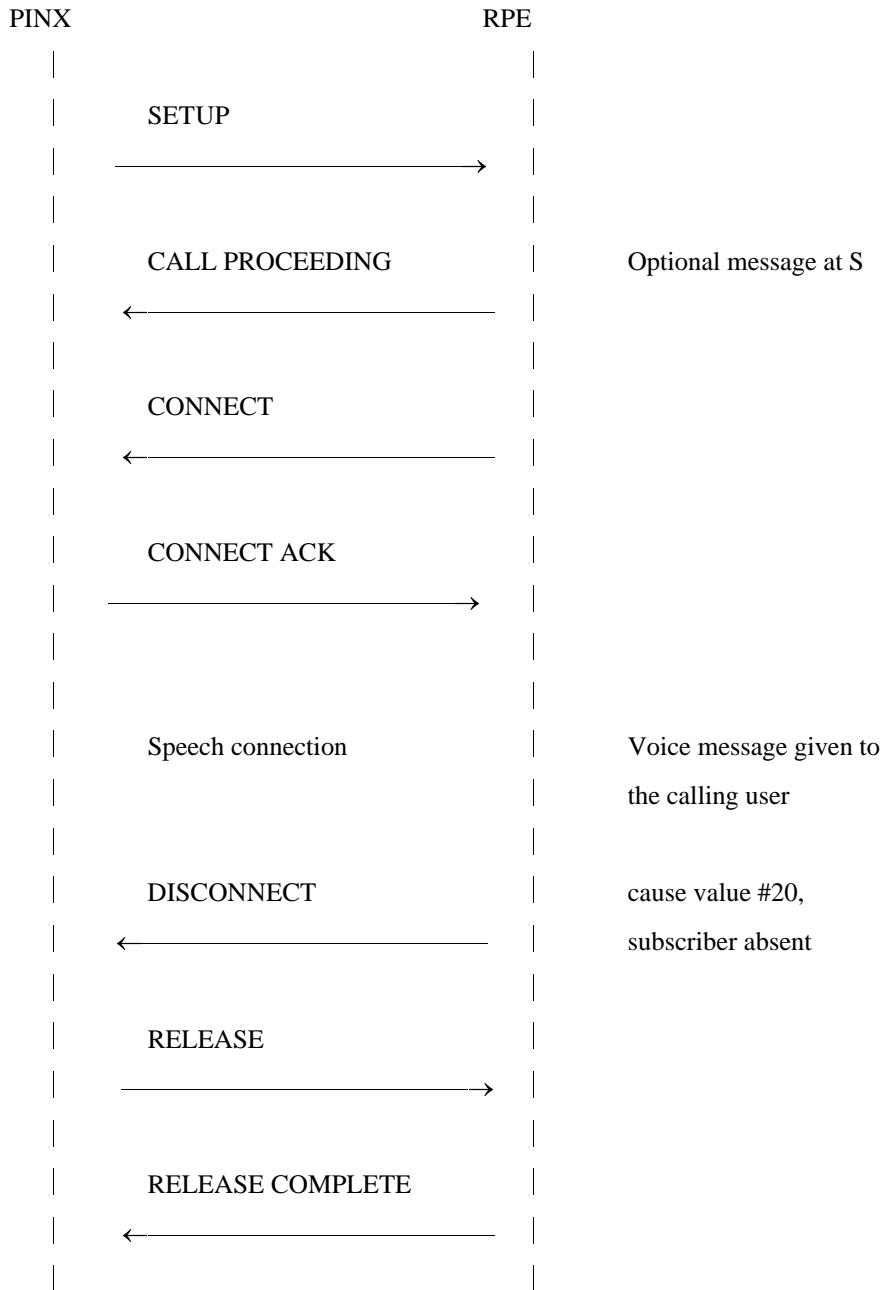 PINX RPE
SETUP
CALL PROCEEDING Optional message at S
CONNECT
CONNECT ACK
Speech connection Voice message given to
the calling user
DISCONNECT cause value #20,
subscriber absent
RELEASE
RELEASE COMPLETE